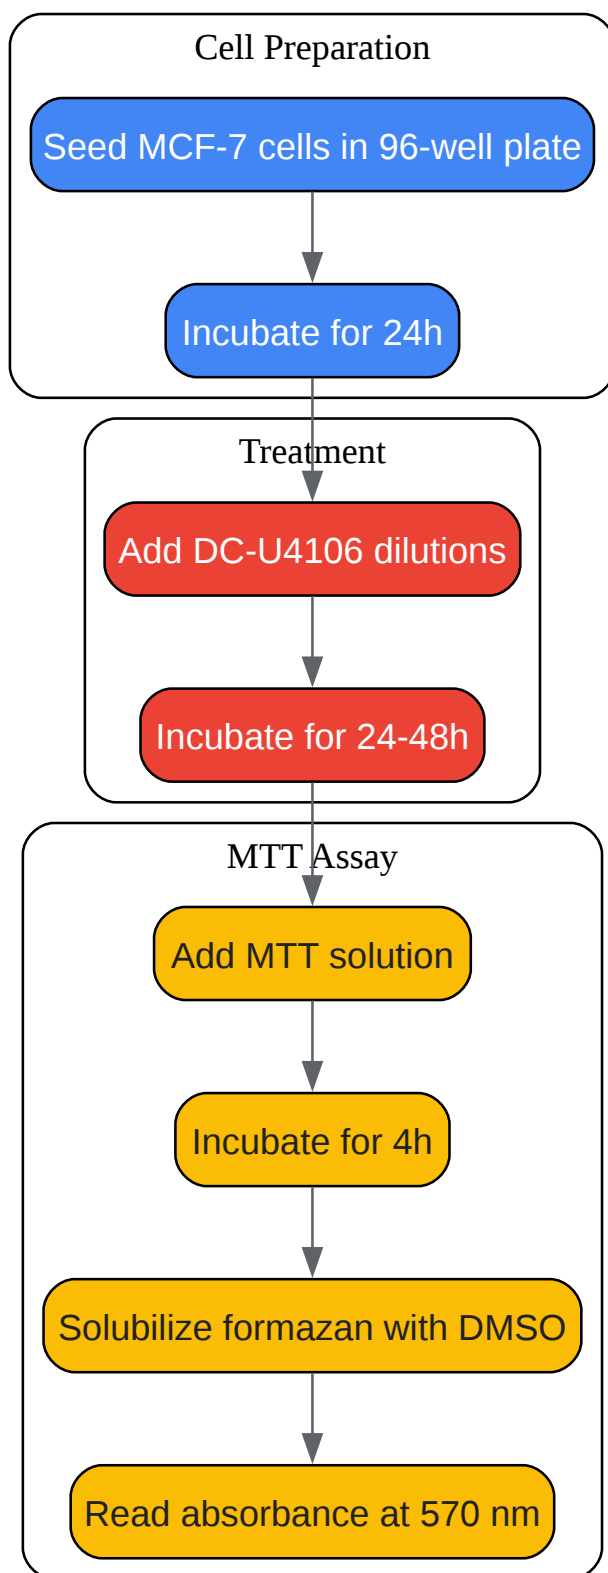 Cell Preparation
Seed MCF-7 cells in 96-well plate
Incubate for 24h
Treatment
Add DC-U4106 dilutions
Incubate for 24-48h
MTT Assay
Add MTT solution
Incubate for 4h
Solubilize formazan with DMSO
Read absorbance at 570 nm